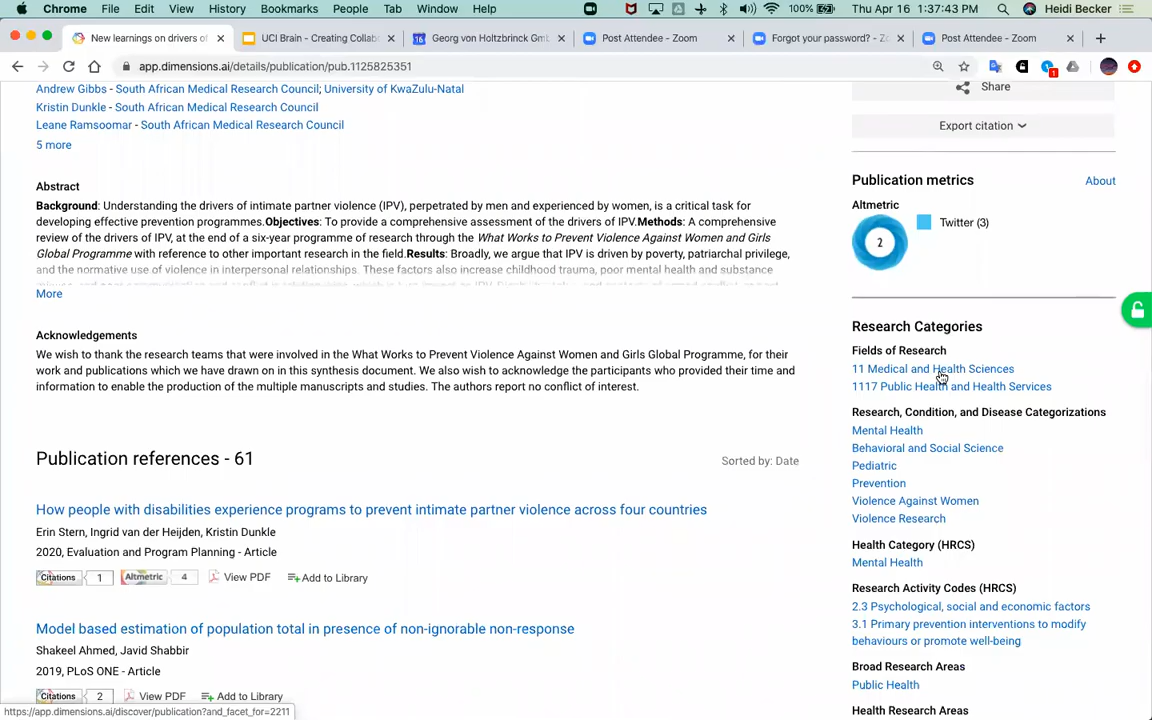 Chrome File Edit View History Bookmarks People Tab Window Help 100% Thu Apr 16 1:37:43 PM Heidi Becker
New learnings on drivers of
UCI Brain - Creating Collab
16 Georg von Holtzbrinck Gmb
Post Attendee - Zoom
Forgot your password? - Zo
Post Attendee - Zoom
app.dimensions.ai/details/publication/pub.1125825351
1
Andrew Gibbs - South African Medical Research Council; University of KwaZulu-Natal
Kristin Dunkle - South African Medical Research Council
Leane Ramsoomar - South African Medical Research Council
5 more
Abstract
Background: Understanding the drivers of intimate partner violence (IPV), perpetrated by men and experienced by women, is a critical task for
developing effective prevention programmes.Objectives: To provide a comprehensive assessment of the drivers of IPV.Methods: A comprehensive
review of the drivers of IPV, at the end of a six-year programme of research through the What Works to Prevent Violence Against Women and Girls
Global Programme with reference to other important research in the field.Results: Broadly, we argue that IPV is driven by poverty, patriarchal privilege,
and the normative use of violence in interpersonal relationships. These factors also increase childhood trauma, poor mental health and substance
More
Acknowledgements
We wish to thank the research teams that were involved in the What Works to Prevent Violence Against Women and Girls Global Programme, for their
work and publications which we have drawn on in this synthesis document. We also wish to acknowledge the participants who provided their time and
information to enable the production of the multiple manuscripts and studies. The authors report no conflict of interest.
Publication references - 61
Sorted by: Date
How people with disabilities experience programs to prevent intimate partner violence across four countries
Erin Stern, Ingrid van der Heijden, Kristin Dunkle
2020, Evaluation and Program Planning - Article
Citations 1 Altmetric 4 View PDF Add to Library
Model based estimation of population total in presence of non-ignorable non-response
Shakeel Ahmed, Javid Shabbir
2019, PLoS ONE - Article
Citations 2 View PDF Add to Library
https://app.dimensions.ai/discover/publication?and_facet_for=2211
Share
Export citation
Publication metrics
About
Altmetric
2 Twitter (3)
Research Categories
Fields of Research
11 Medical and Health Sciences
1117 Public Health and Health Services
Research, Condition, and Disease Categorizations
Mental Health
Behavioral and Social Science
Pediatric
Prevention
Violence Against Women
Violence Research
Health Category (HRCS)
Mental Health
Research Activity Codes (HRCS)
2.3 Psychological, social and economic factors
3.1 Primary prevention interventions to modify
behaviours or promote well-being
Broad Research Areas
Public Health
Health Research Areas